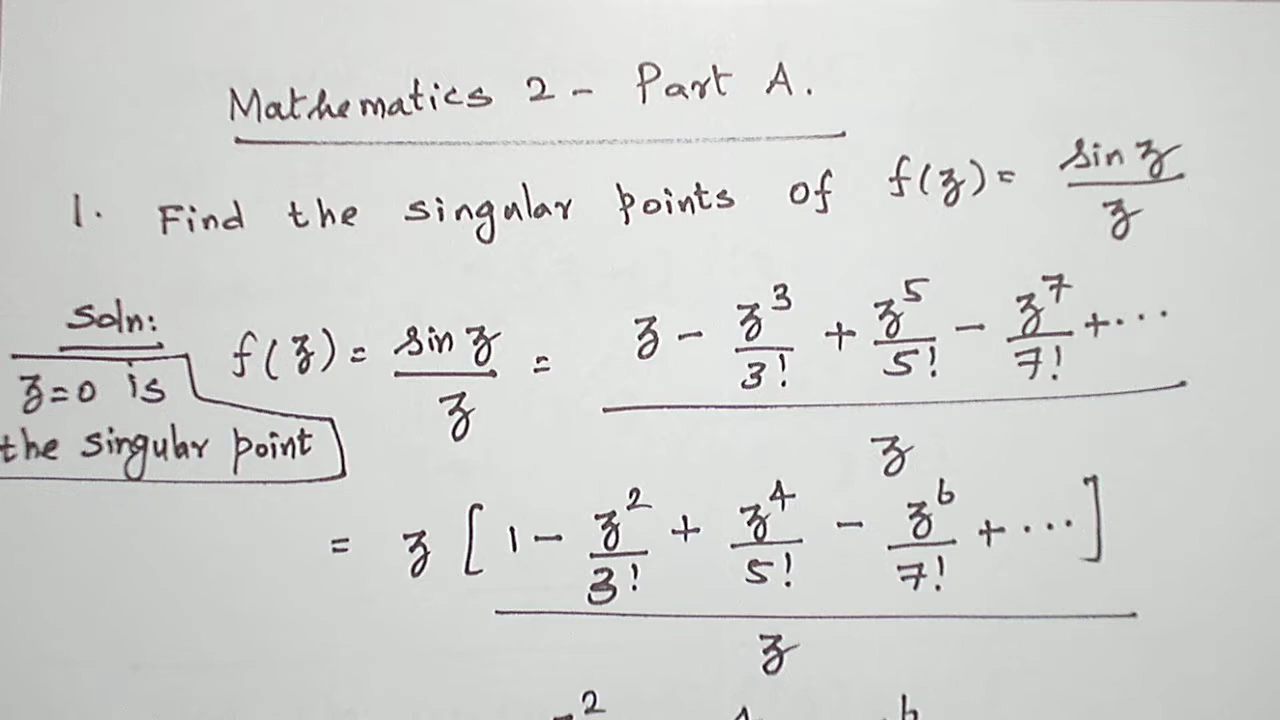 Mathematics 2 - Part A.
1. Find the singular points of f(z) = sin z / z
Soln:
z=0 is
the singular point
f(z) = sin z / z = (z - z^3/3! + z^5/5! - z^7/7! + ...) / z
= z [1 - z^2/3! + z^4/5! - z^6/7! + ...] / z